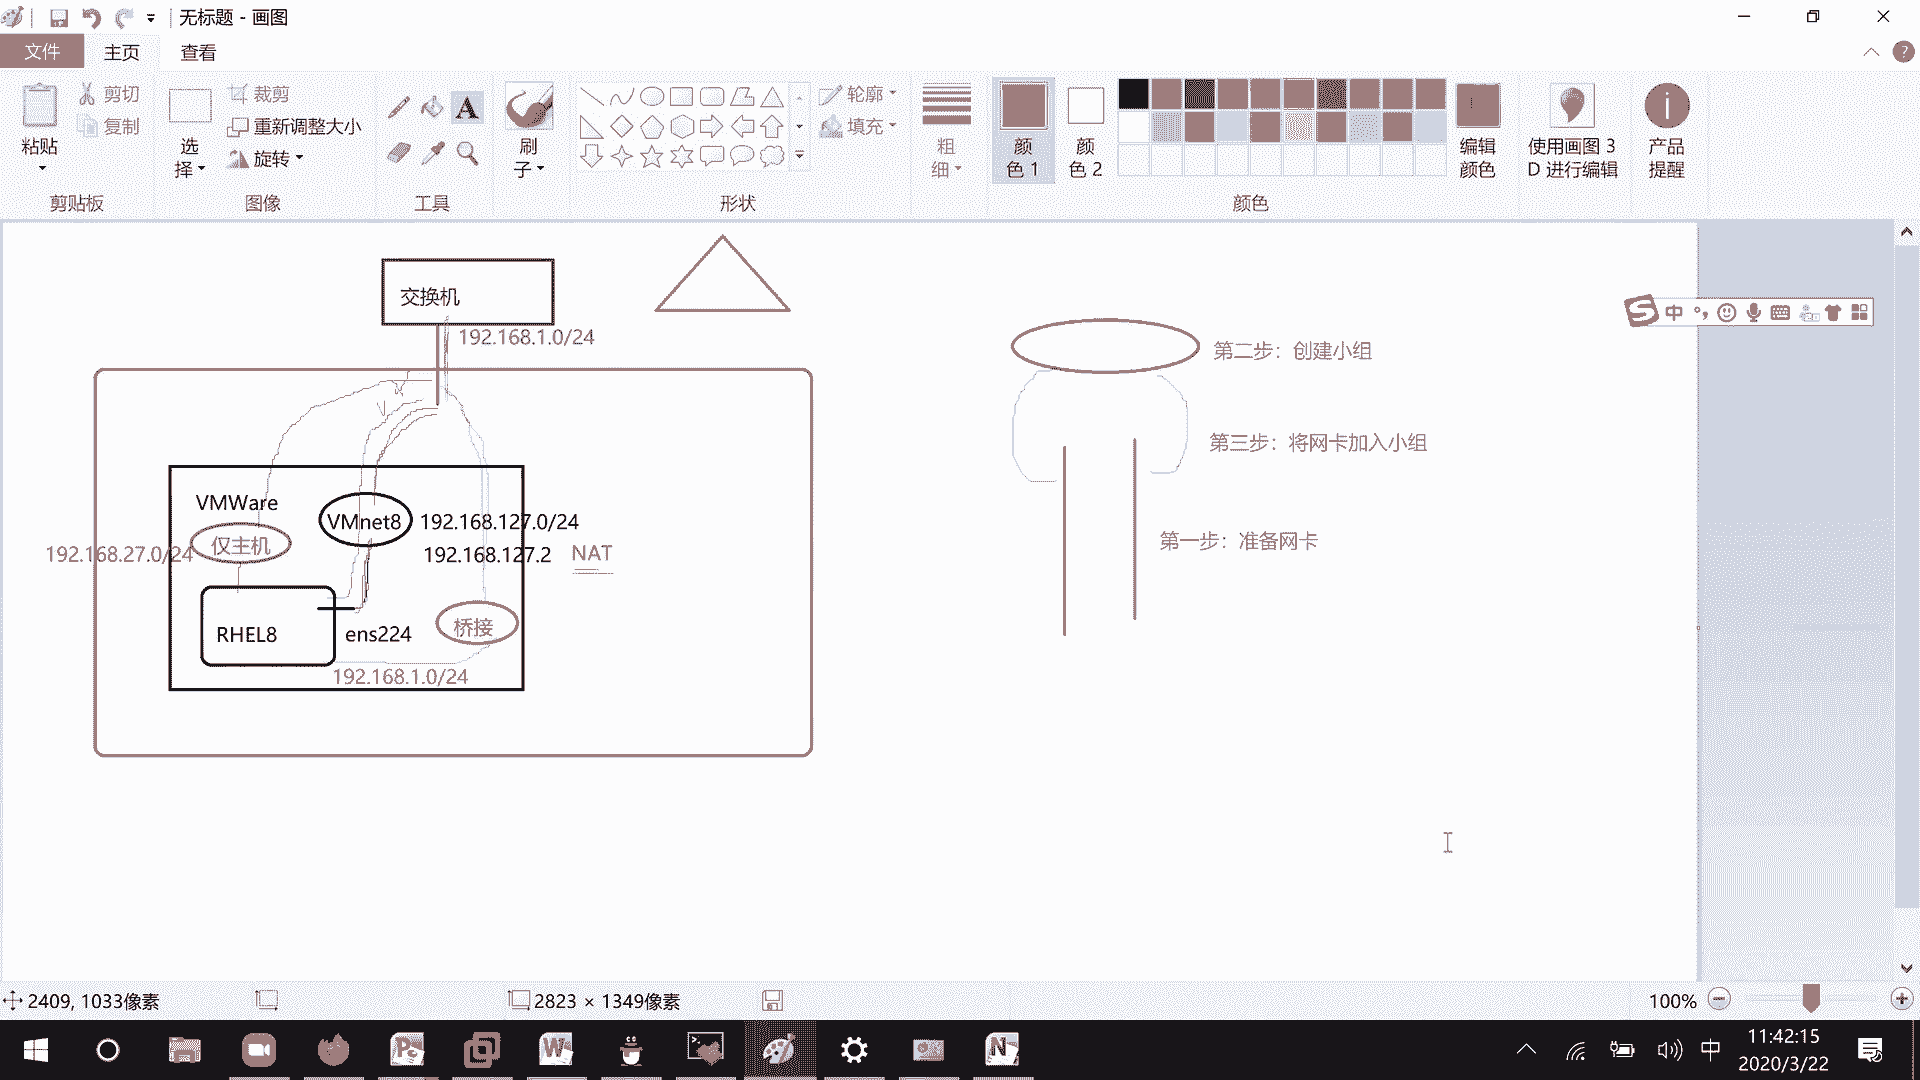 无标题 - 画图
文件 主页 查看
粘贴
剪切
复制
剪贴板
选择
裁剪
重新调整大小
旋转
图像
A
工具
刷子
形状
轮廓
填充
粗细
颜色 1
颜色 2
颜色
编辑颜色
使用画图 3D 进行编辑
产品提醒
交换机
192.168.1.0/24
VMWare
仅主机
192.168.27.0/24
VMnet8
192.168.127.0/24
192.168.127.2
NAT
RHEL8
ens224
桥接
192.168.1.0/24
第二步：创建小组
第三步：将网卡加入小组
第一步：准备网卡
中
2409, 1033像素
2823 × 1349像素
100%
中
11:42:15
2020/3/22